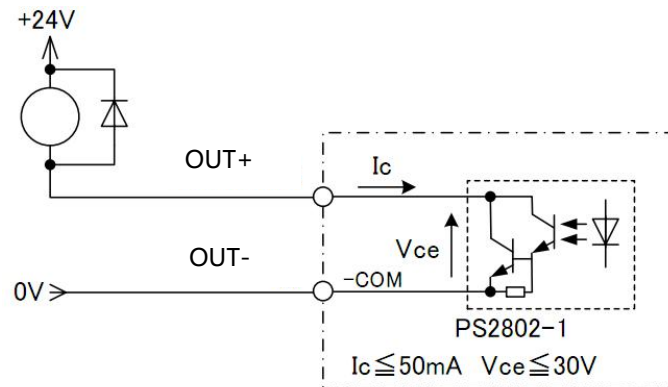 +24V
OUT+
Ic
Vce
OUT-
-COM
0V
PS2802-1
Ic≦50mA Vce≦30V